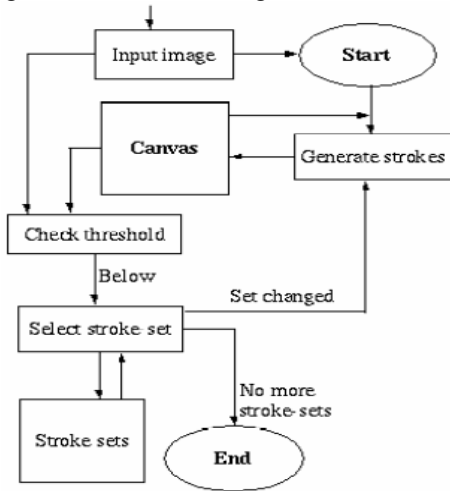 Input image
Start
Canvas
Generate strokes
Check threshold
Below
Set changed
Select stroke set
No more
stroke-sets
Stroke sets
End